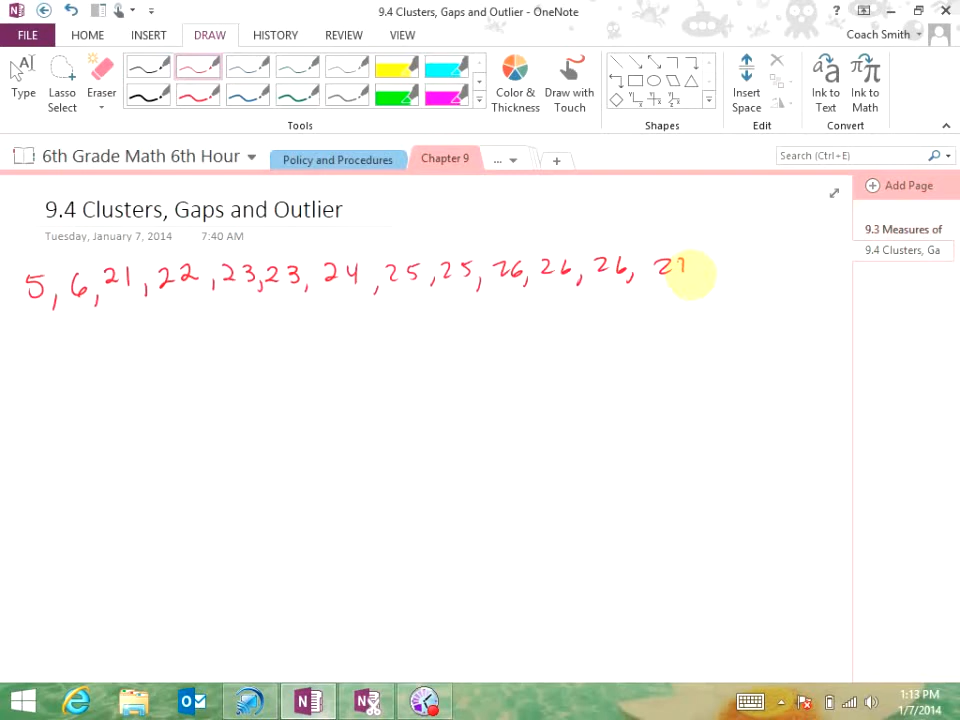 9.4 Clusters, Gaps and Outlier - OneNote
?
FILE HOME INSERT DRAW HISTORY REVIEW VIEW Coach Smith
Type Lasso Select Eraser Color & Thickness Draw with Touch Insert Space Ink to Text Ink to Math
Tools Shapes Edit Convert
6th Grade Math 6th Hour Policy and Procedures Chapter 9 ... + Search (Ctrl+E)
Add Page
9.4 Clusters, Gaps and Outlier
9.3 Measures of
Tuesday, January 7, 2014 7:40 AM
9.4 Clusters, Ga
5, 6, 21, 22, 23, 23, 24, 25, 25, 26, 26, 26,
1:13 PM
1/7/2014